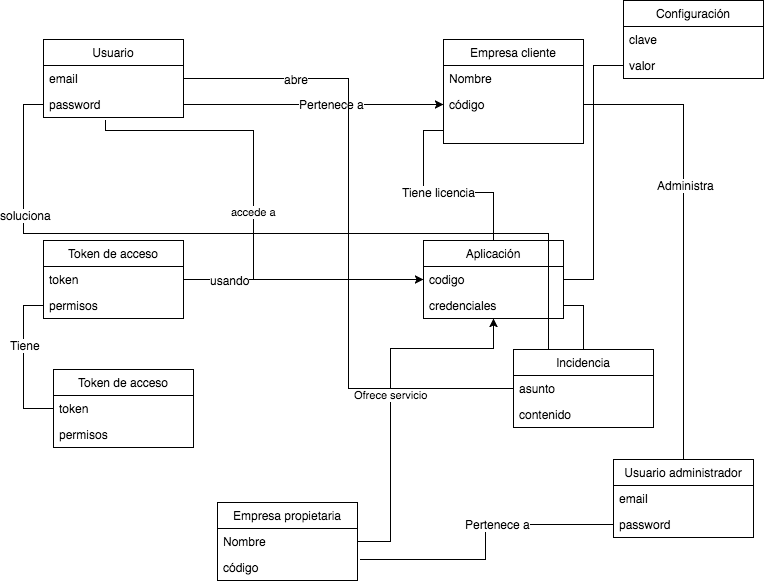 Configuración
clave
valor
Usuario
email
password
Empresa cliente
Nombre
código
abre
Pertenece a
Tiene licencia
Administra
soluciona
accede a
Token de acceso
token
permisos
usando
Aplicación
codigo
credenciales
Tiene
Incidencia
asunto
contenido
Token de acceso
token
permisos
Ofrece servicio
Usuario administrador
email
password
Empresa propietaria
Nombre
código
Pertenece a